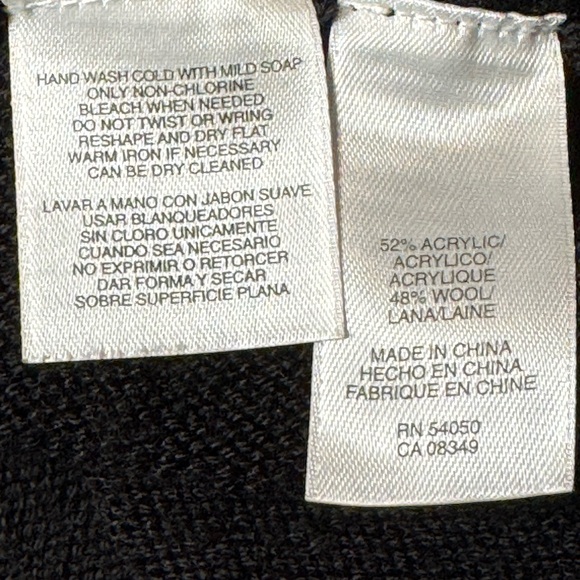 HAND WASH COLD WITH MILD SOAP
ONLY NON-CHLORINE
BLEACH WHEN NEEDED
DO NOT TWIST OR WRING
RESHAPE AND DRY FLAT
WARM IRON IF NECESSARY
CAN BE DRY CLEANED
LAVAR A MANO CON JABON SUAVE
USAR BLANQUEADORES
SIN CLORO UNICAMENTE
CUANDO SEA NECESARIO
NO EXPRIMIR O RETORCER
DAR FORMA Y SECAR
SOBRE SUPERFICIE PLANA
52% ACRYLIC/
ACRYLICO/
ACRYLIQUE
48% WOOL/
LANA/LAINE
MADE IN CHINA
HECHO EN CHINA
FABRIQUE EN CHINE
RN 54050
CA 08349